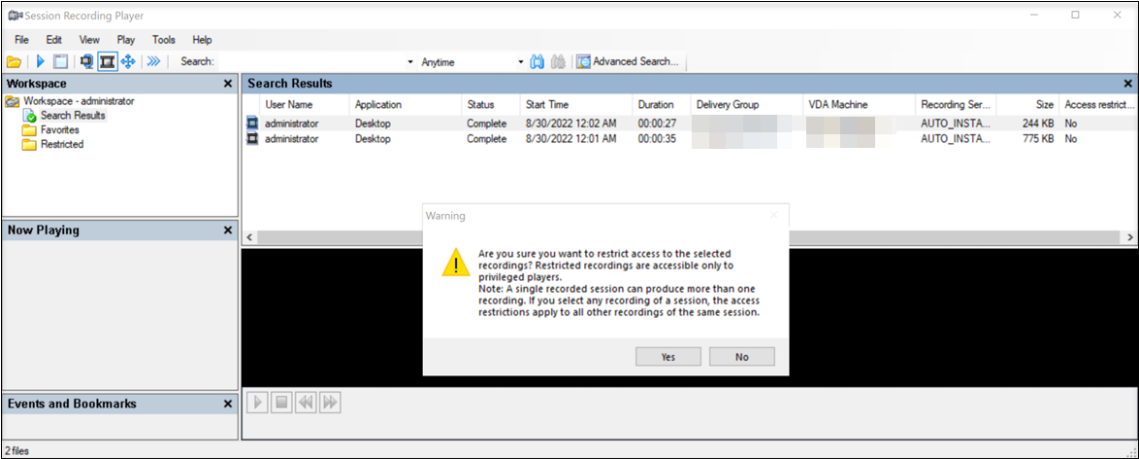 Session Recording Player
File Edit View Play Tools Help
Search: Anytime Advanced Search...
Workspace
Workspace - administrator
Search Results
Favorites
Restricted
Now Playing
Events and Bookmarks
Search Results
User Name Application Status Start Time Duration Delivery Group VDA Machine Recording Ser... Size Access restrict...
administrator Desktop Complete 8/30/2022 12:02 AM 00:00:27 AUTO_INSTA... 244 KB No
administrator Desktop Complete 8/30/2022 12:01 AM 00:00:35 AUTO_INSTA... 775 KB No
Warning
Are you sure you want to restrict access to the selected
recordings? Restricted recordings are accessible only to
privileged players.
Note: A single recorded session can produce more than one
recording. If you select any recording of a session, the access
restrictions apply to all other recordings of the same session.
Yes No
2 files